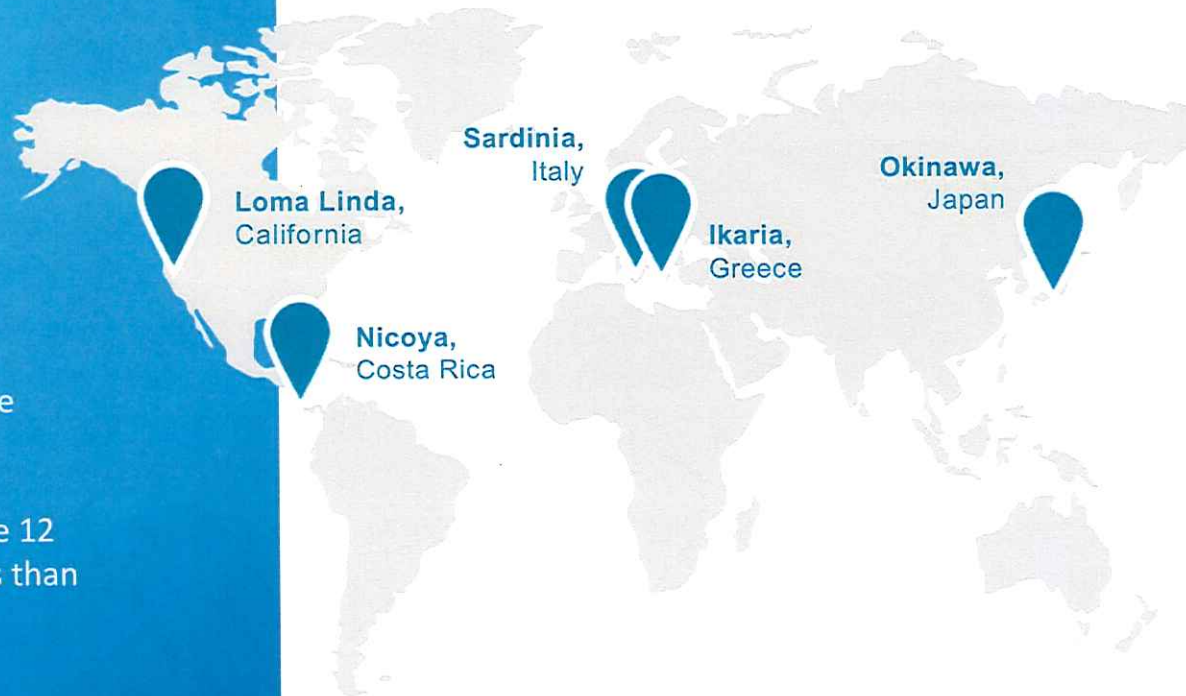 Sardinia,
Italy
Okinawa,
Japan
Loma Linda,
California
Ikaria,
Greece
Nicoya,
Costa Rica
e
e 12
s than